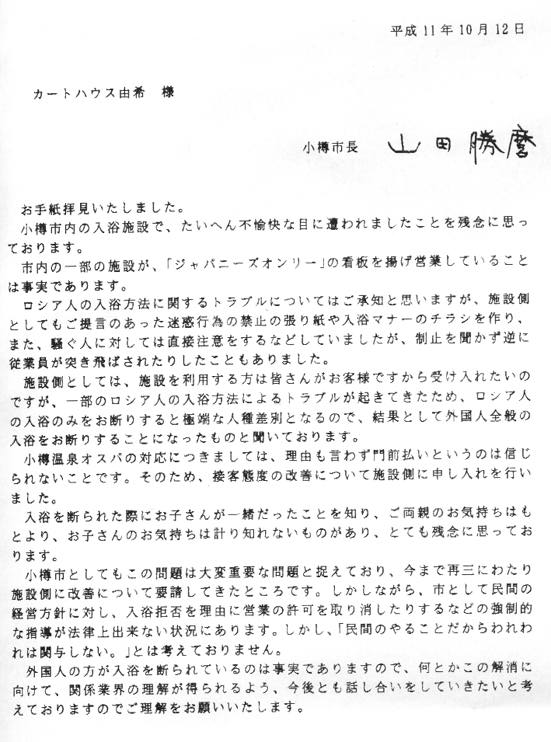 平成11年10月12日
カートハウス由希　様
小樽市長　山田勝麿
お手紙拝見いたしました。
小樽市内の入浴施設で、たいへん不愉快な目に遭われましたことを残念に思っ
ております。
市内の一部の施設が、「ジャパニーズオンリー」の看板を揚げ営業していること
は事実であります。
ロシア人の入浴方法に関するトラブルについてはご承知と思いますが、施設側
としてもご提言のあった迷惑行為の禁止の張り紙や入浴マナーのチラシを作り、
また、騒ぐ人に対しては直接注意をするなどしていましたが、制止を聞かず逆に
従業員が突き飛ばされたりしたこともありました。
施設側としては、施設を利用する方は皆さんがお客様ですから受け入れたいの
ですが、一部のロシア人の入浴方法によるトラブルが起きてきたため、ロシア人
の入浴のみをお断りすると極端な人種差別となるので、結果として外国人全般の
入浴をお断りすることになったものと聞いております。
小樽温泉オスパの対応につきましては、理由も言わず門前払いというのは信じ
られないことです。そのため、接客態度の改善について施設側に申し入れを行い
ました。
入浴を断られた際にお子さんが一緒だったことを知り、ご両親のお気持ちはも
とより、お子さんのお気持ちは計り知れないものがあり、とても残念に思ってお
ります。
小樽市としてもこの問題は大変重要な問題と捉えており、今まで再三にわたり
施設側に改善について要請してきたところです。しかしながら、市として民間の
経営方針に対し、入浴拒否を理由に営業の許可を取り消したりするなどの強制的
な指導が法律上出来ない状況にあります。しかし、「民間のやることだからわれわ
れは関与しない。」とは考えておりません。
外国人の方が入浴を断られているのは事実でありますので、何とかこの解消に
向けて、関係業界の理解が得られるよう、今後とも話し合いをしていきたいと考
えておりますのでご理解をお願いいたします。